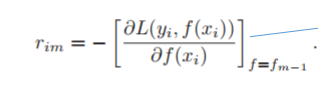 r_{im} = - \left[ \frac{\partial L(y_i, f(x_i))}{\partial f(x_i)} \right]_{f=f_{m-1}} .